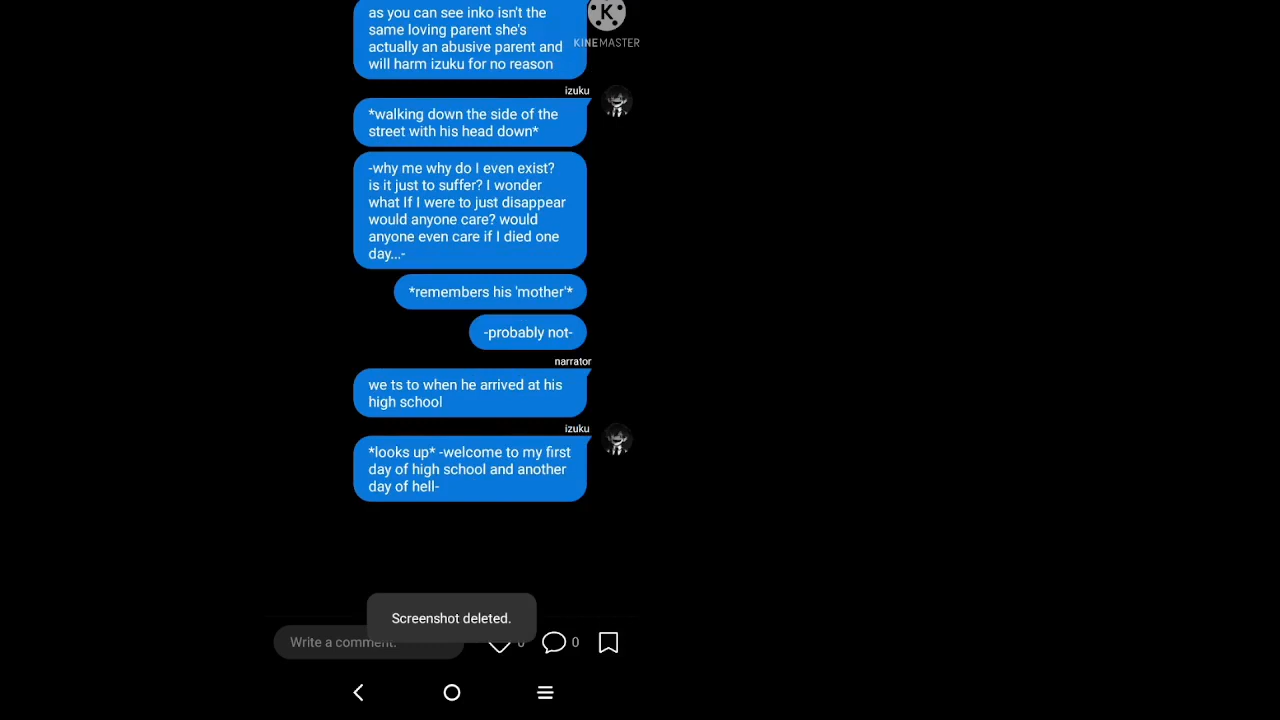 as you can see inko isn't the
same loving parent she's
actually an abusive parent and
will harm izuku for no reason
K
KINEMASTER
izuku
*walking down the side of the
street with his head down*
-why me why do I even exist?
is it just to suffer? I wonder
what If I were to just disappear
would anyone care? would
anyone even care if I died one
day...-
*remembers his 'mother'*
-probably not-
narrator
we ts to when he arrived at his
high school
izuku
*looks up* -welcome to my first
day of high school and another
day of hell-
Screenshot deleted.
Write a comment.
0
0